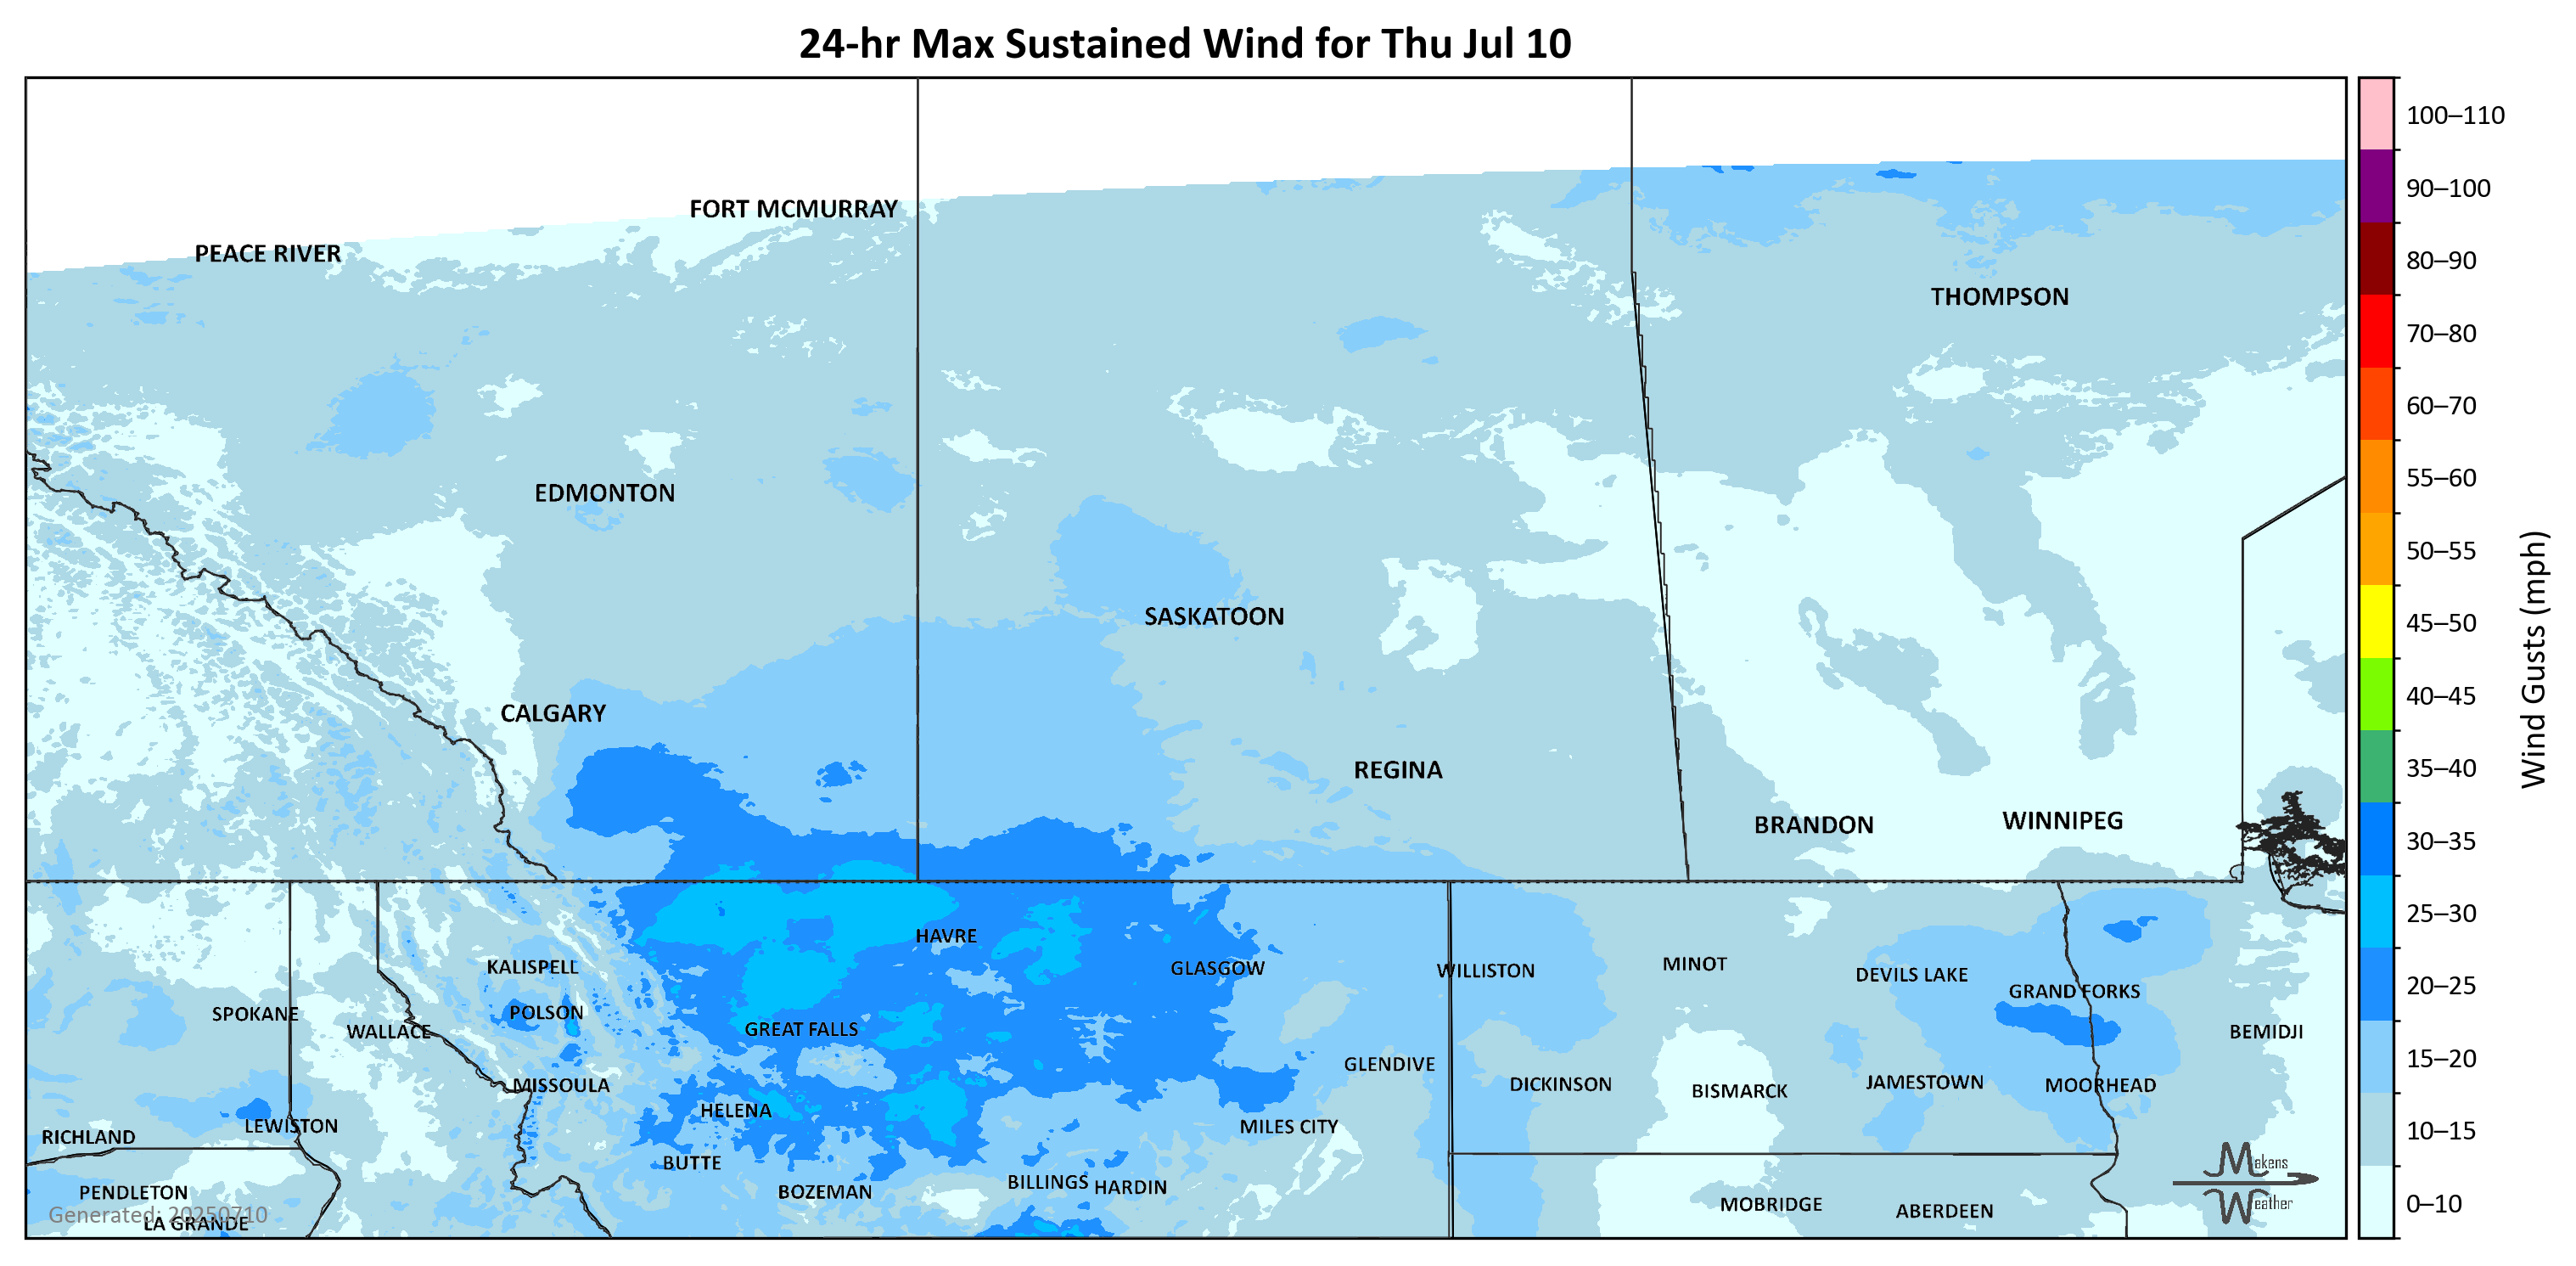 24-hr Max Sustained Wind for Thu Jul 10
100–110
90–100
80–90
70–80
60–70
55–60
50–55
45–50
40–45
35–40
30–35
25–30
20–25
15–20
10–15
0–10
Wind Gusts (mph)
FORT MCMURRAY
PEACE RIVER
THOMPSON
EDMONTON
SASKATOON
CALGARY
REGINA
BRANDON
WINNIPEG
HAVRE
KALISPELL
GLASGOW
WILLISTON
MINOT
DEVILS LAKE
GRAND FORKS
SPOKANE
POLSON
WALLACE
GREAT FALLS
BEMIDJI
GLENDIVE
MISSOULA
DICKINSON
BISMARCK
JAMESTOWN
MOORHEAD
HELENA
LEWISTON
MILES CITY
RICHLAND
BUTTE
BOZEMAN
BILLINGS
HARDIN
PENDLETON
MOBRIDGE
ABERDEEN
Generated: 20250710
LA GRANDE
Makens
Weather